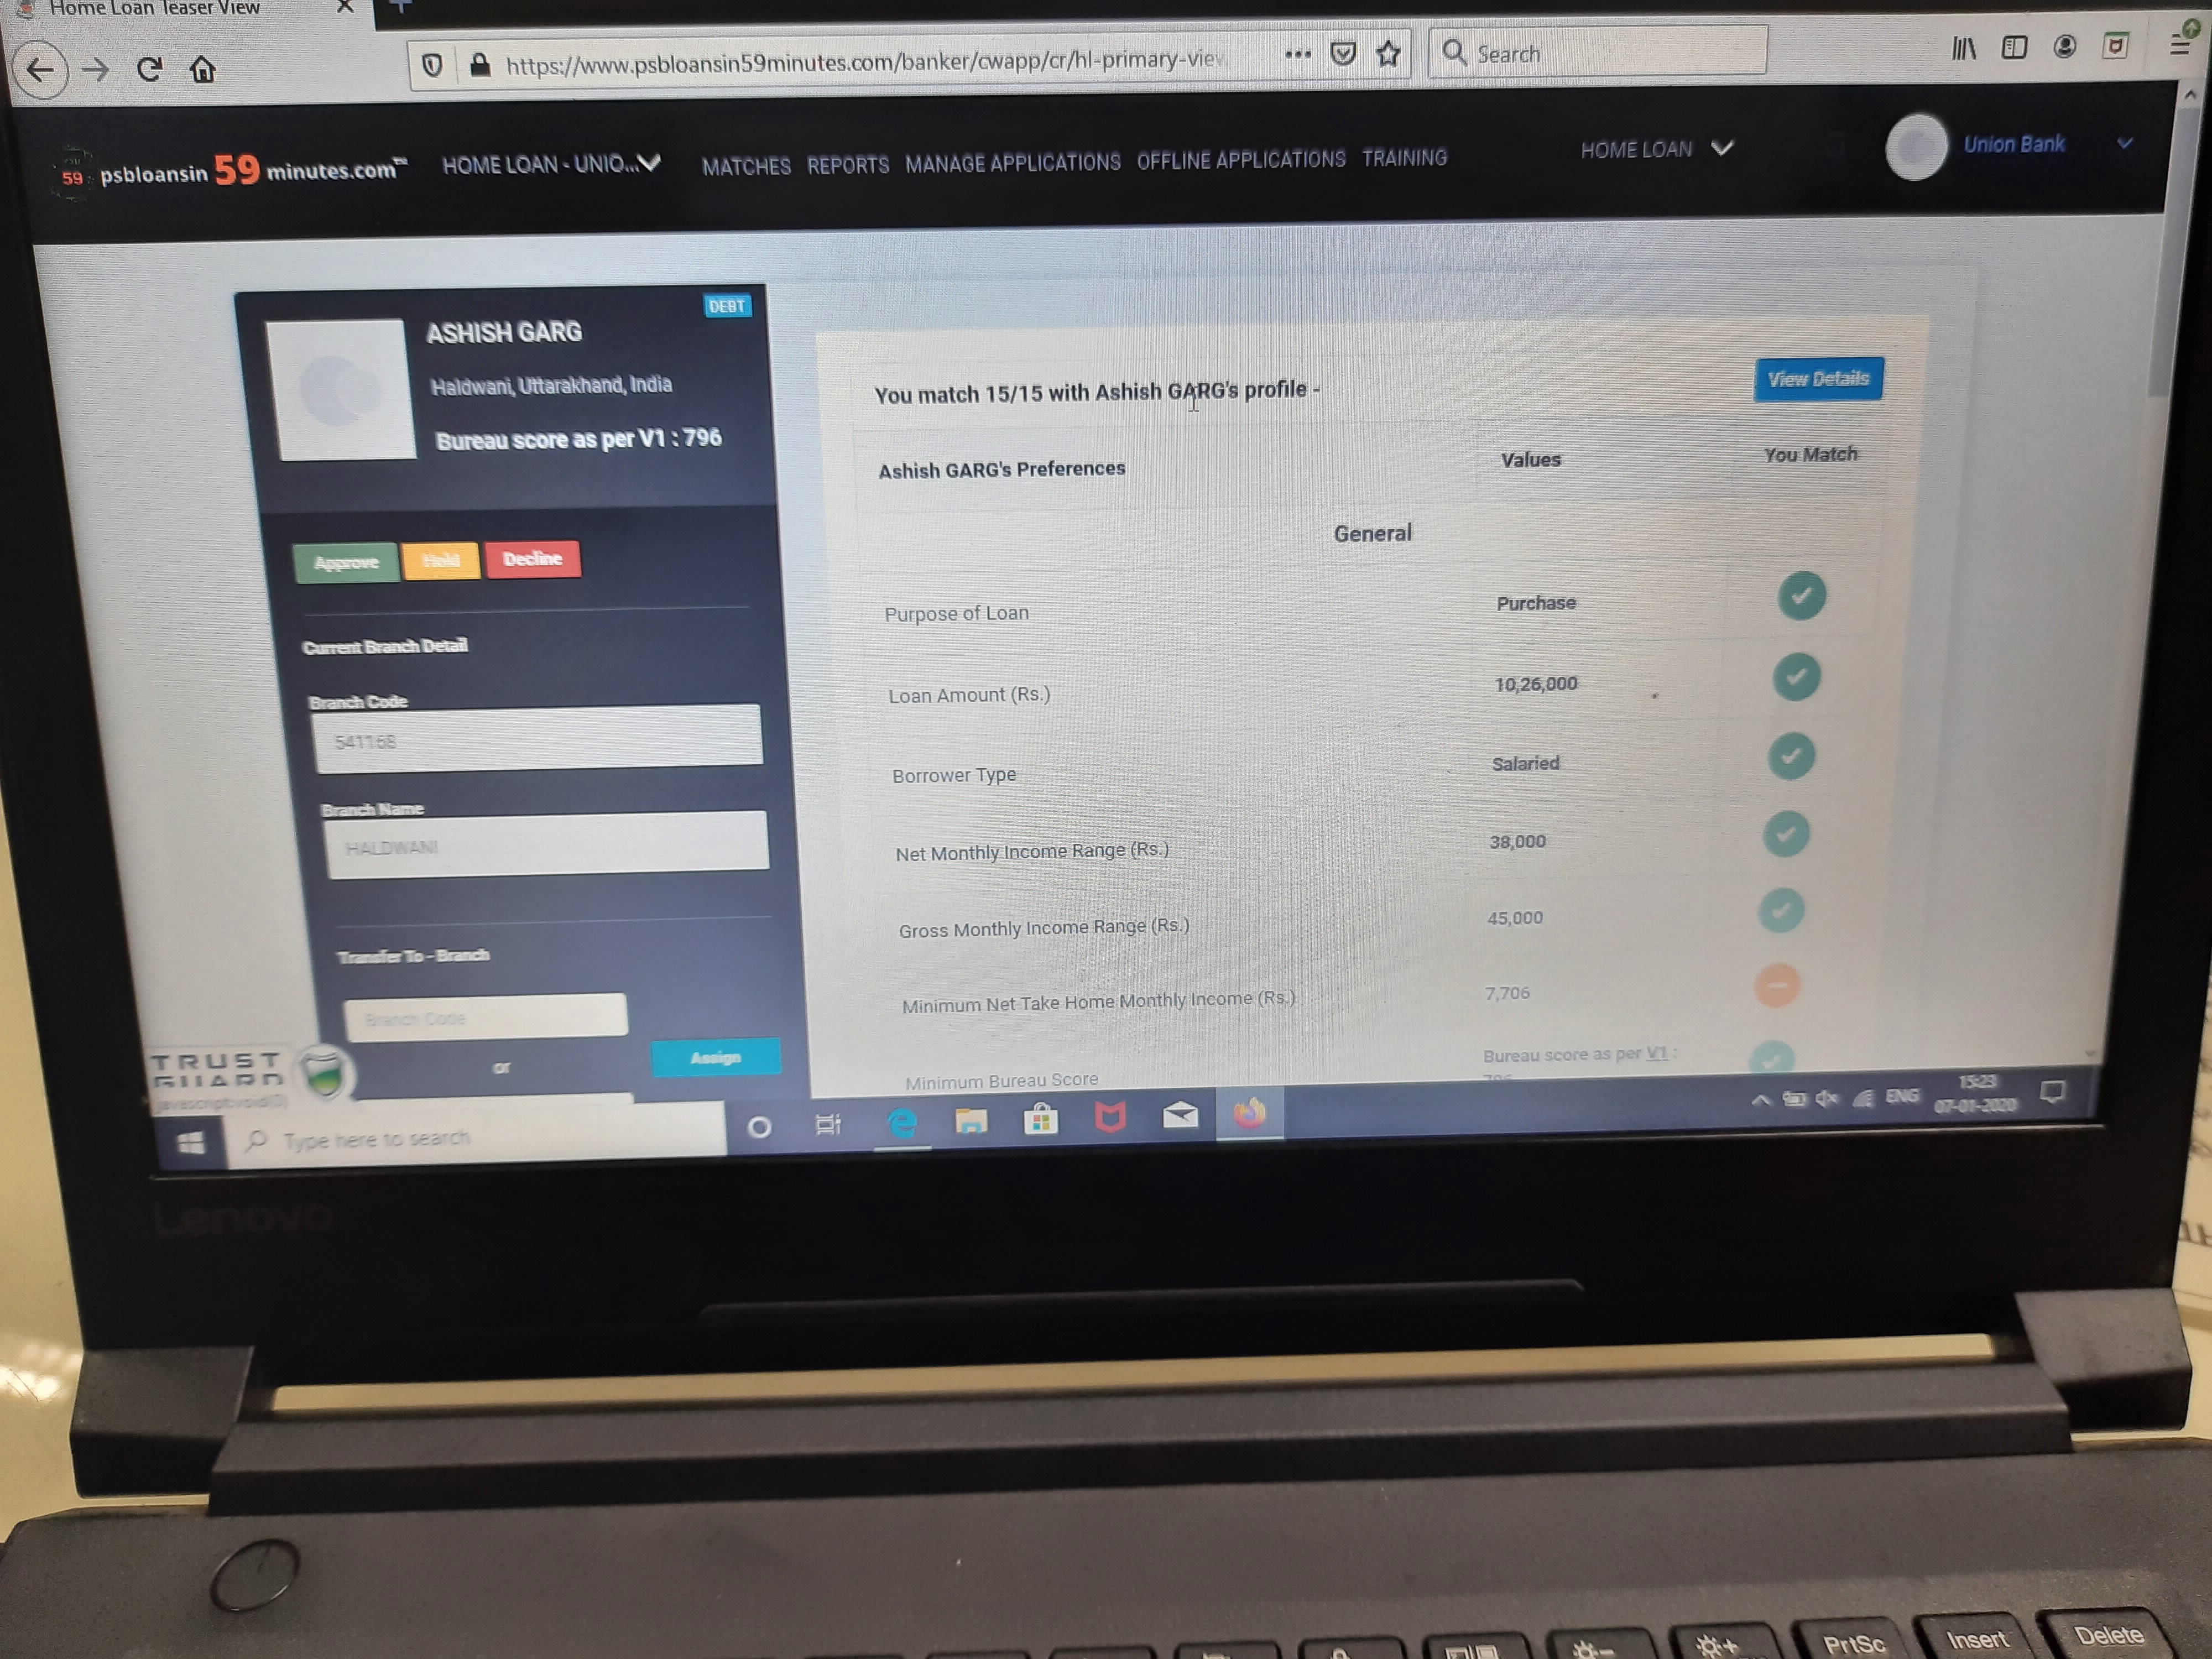 Home Loan Teaser View
https://www.psbloansin59minutes.com/banker/cwapp/cr/hl-primary-view
Search
59 psbloansin 59 minutes.com™
HOME LOAN - UNIO...
MATCHES REPORTS MANAGE APPLICATIONS OFFLINE APPLICATIONS TRAINING
HOME LOAN
Union Bank
DEBT
ASHISH GARG
Haldwani, Uttarakhand, India
Bureau score as per V1 : 796
Approve Hold Decline
Current Branch Detail
Branch Code
541168
Branch Name
HALDWANI
Transfer To - Branch
Branch Code
or
Assign
You match 15/15 with Ashish GARG's profile -
View Details
Ashish GARG's Preferences Values You Match
General
Purpose of Loan Purchase
Loan Amount (Rs.) 10,26,000
Borrower Type Salaried
Net Monthly Income Range (Rs.) 38,000
Gross Monthly Income Range (Rs.) 45,000
Minimum Net Take Home Monthly Income (Rs.) 7,706
Minimum Bureau Score Bureau score as per V1 :
TRUST
GUARD
javascript:void(0)
Type here to search
ENG
15:23
07-01-2020
Lenovo
PrtSc
Insert
Delete